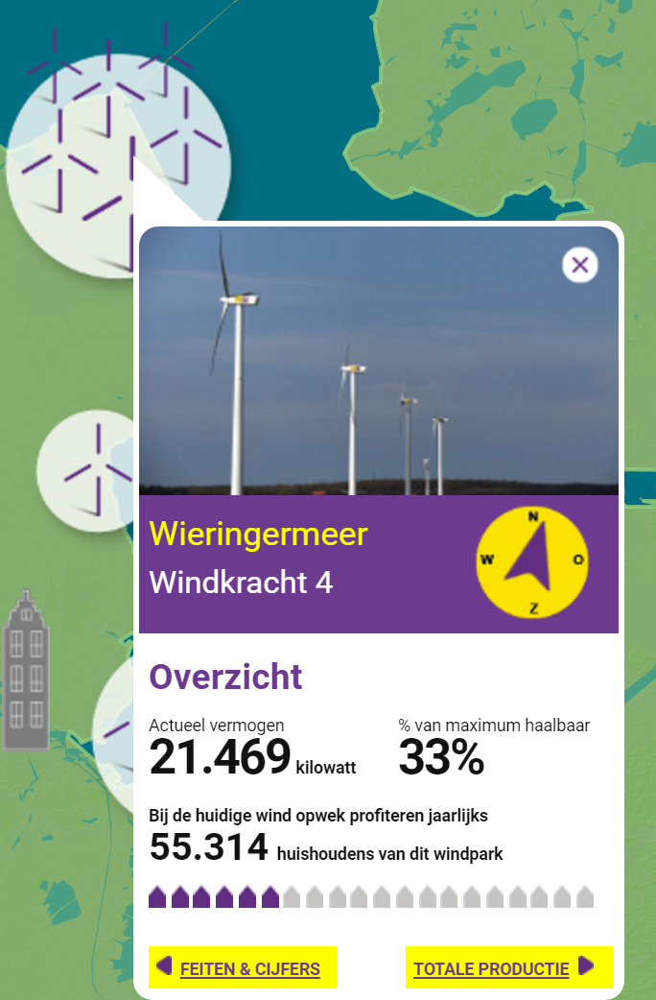 Wieringermeer
Windkracht 4
N
W O
Z
Overzicht
Actueel vermogen % van maximum haalbaar
21.469 kilowatt 33%
Bij de huidige wind opwek profiteren jaarlijks
55.314 huishoudens van dit windpark
FEITEN & CIJFERS TOTALE PRODUCTIE